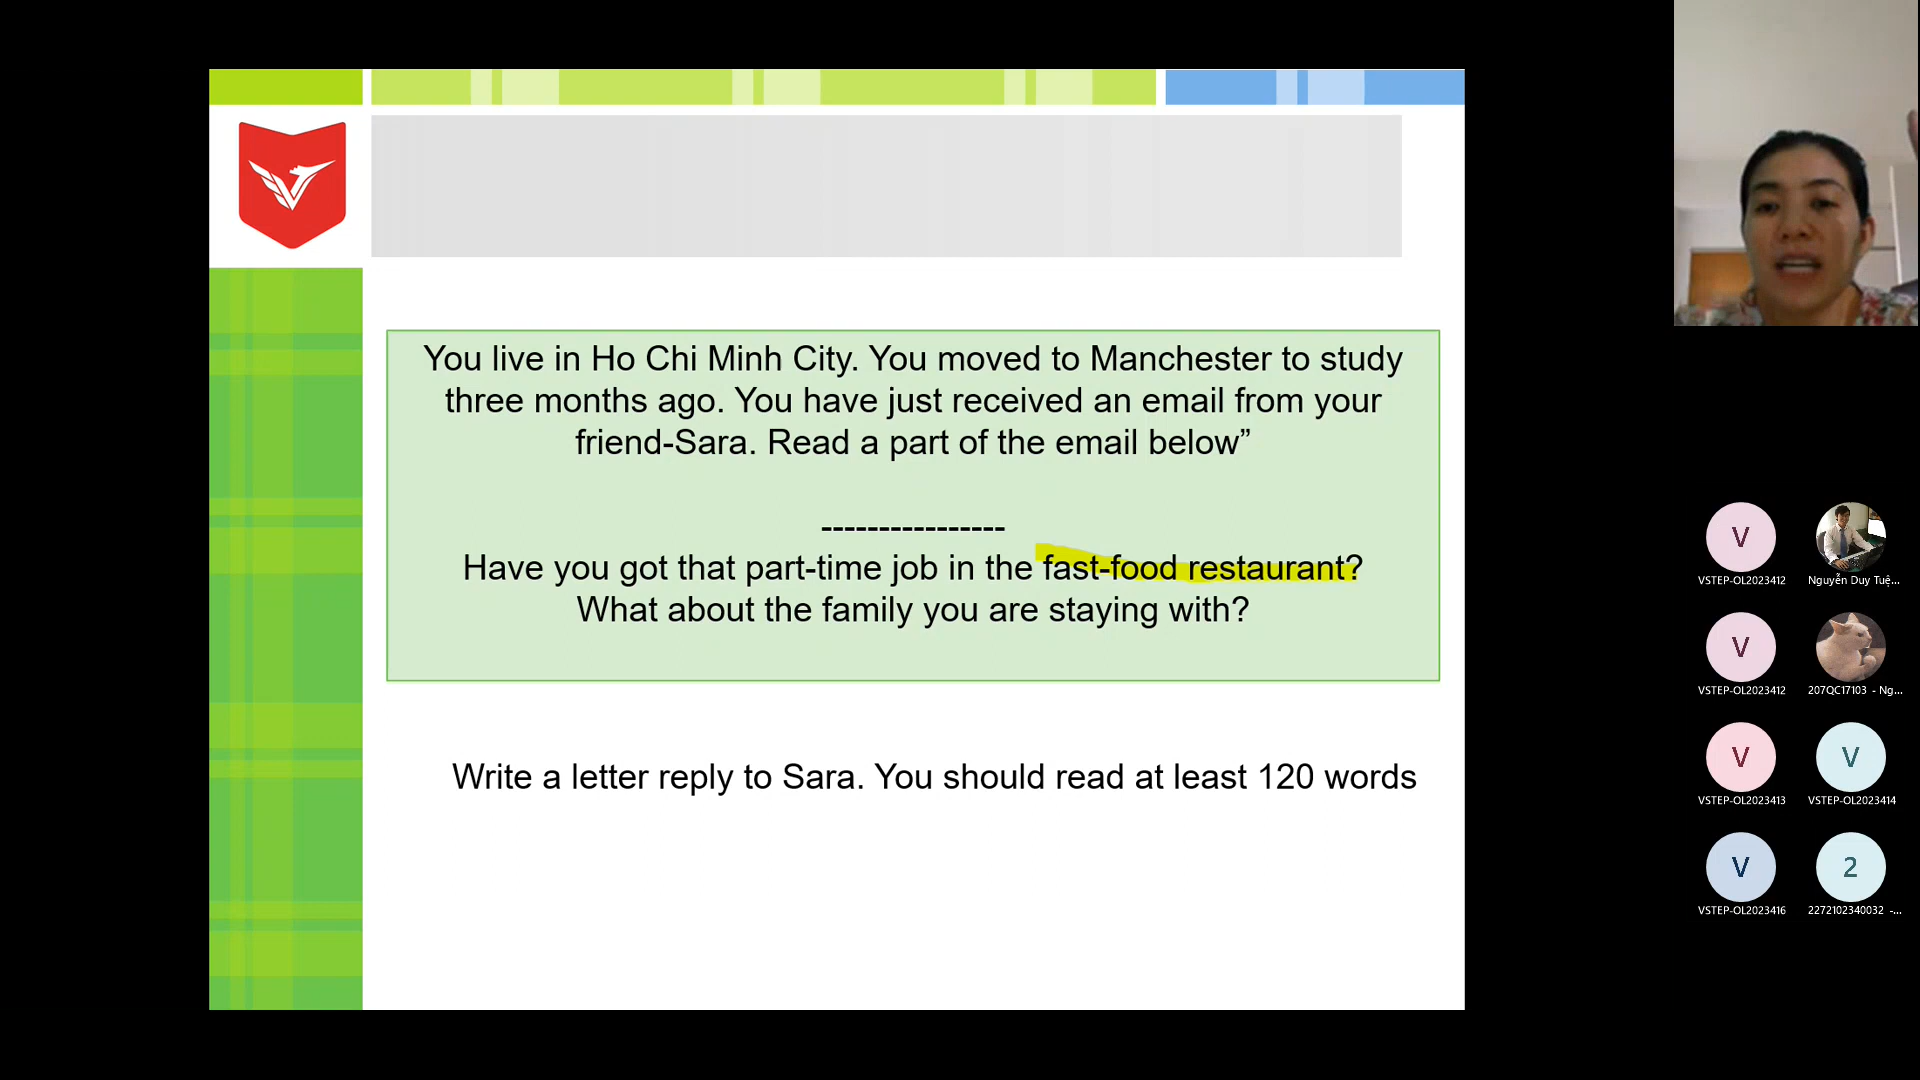 You live in Ho Chi Minh City. You moved to Manchester to study
three months ago. You have just received an email from your
friend-Sara. Read a part of the email below”
----------------
Have you got that part-time job in the fast-food restaurant?
What about the family you are staying with?
Write a letter reply to Sara. You should read at least 120 words
V
VSTEP-OL2023412
Nguyễn Duy Tuệ...
V
VSTEP-OL2023412
207QC17103 - Ng...
V
VSTEP-OL2023413
V
VSTEP-OL2023414
V
VSTEP-OL2023416
2
2272102340032 -...